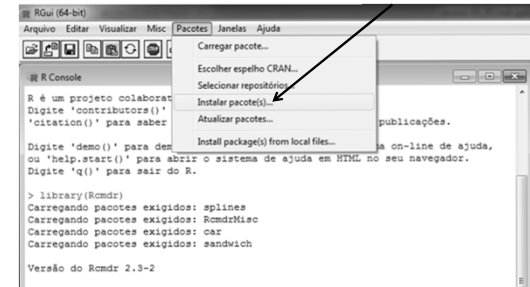 RGui (64-bit)
Arquivo Editar Visualizar Misc Pacotes Janelas Ajuda
Carregar pacote...
Escolher espelho CRAN...
Selecionar repositórios...
Instalar pacote(s)...
Atualizar pacotes...
Install package(s) from local files...
R Console
R é um projeto colaborat
Digite 'contributors()'
'citation()' para saber publicações.
Digite 'demo()' para dem on-line de ajuda,
ou 'help.start()' para abrir o sistema de ajuda em HTML no seu navegador.
Digite 'q()' para sair do R.
> library(Rcmdr)
Carregando pacotes exigidos: splines
Carregando pacotes exigidos: RcmdrMisc
Carregando pacotes exigidos: car
Carregando pacotes exigidos: sandwich
Versão do Rcmdr 2.3-2